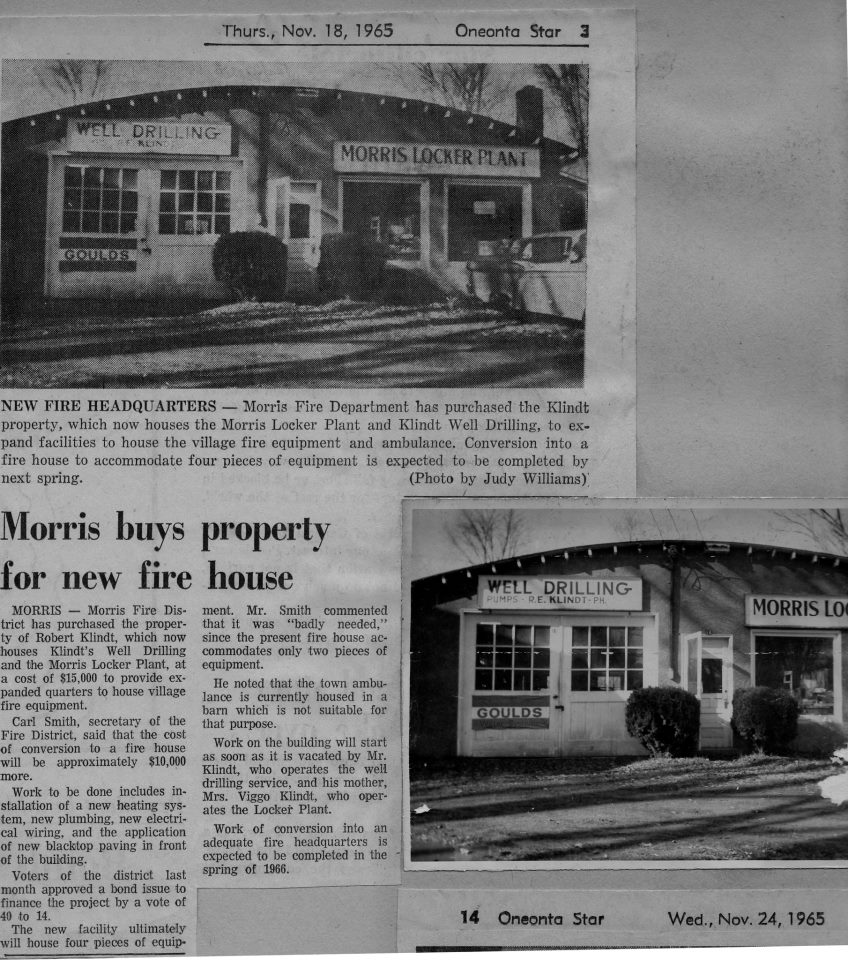 Thurs., Nov. 18, 1965 Oneonta Star 3
WELL DRILLING
R.E. KLINDT
MORRIS LOCKER PLANT
GOULDS
NEW FIRE HEADQUARTERS — Morris Fire Department has purchased the Klindt
property, which now houses the Morris Locker Plant and Klindt Well Drilling, to ex-
pand facilities to house the village fire equipment and ambulance. Conversion into a
fire house to accommodate four pieces of equipment is expected to be completed by
next spring. (Photo by Judy Williams)
Morris buys property
for new fire house
MORRIS — Morris Fire Dis-
trict has purchased the proper-
ty of Robert Klindt, which now
houses Klindt's Well Drilling
and the Morris Locker Plant, at
a cost of $15,000 to provide ex-
panded quarters to house village
fire equipment.
Carl Smith, secretary of the
Fire District, said that the cost
of conversion to a fire house
will be approximately $10,000
more.
Work to be done includes in-
stallation of a new heating sys-
tem, new plumbing, new electri-
cal wiring, and the application
of new blacktop paving in front
of the building.
Voters of the district last
month approved a bond issue to
finance the project by a vote of
40 to 14.
The new facility ultimately
will house four pieces of equip-
ment. Mr. Smith commented
that it was "badly needed,"
since the present fire house ac-
commodates only two pieces of
equipment.
He noted that the town ambu-
lance is currently housed in a
barn which is not suitable for
that purpose.
Work on the building will start
as soon as it is vacated by Mr.
Klindt, who operates the well
drilling service, and his mother,
Mrs. Viggo Klindt, who oper-
ates the Locker Plant.
Work of conversion into an
adequate fire headquarters is
expected to be completed in the
spring of 1966.
WELL DRILLING
PUMPS - R.E. KLINDT - PH.
MORRIS LOC
GOULDS
14 Oneonta Star Wed., Nov. 24, 1965